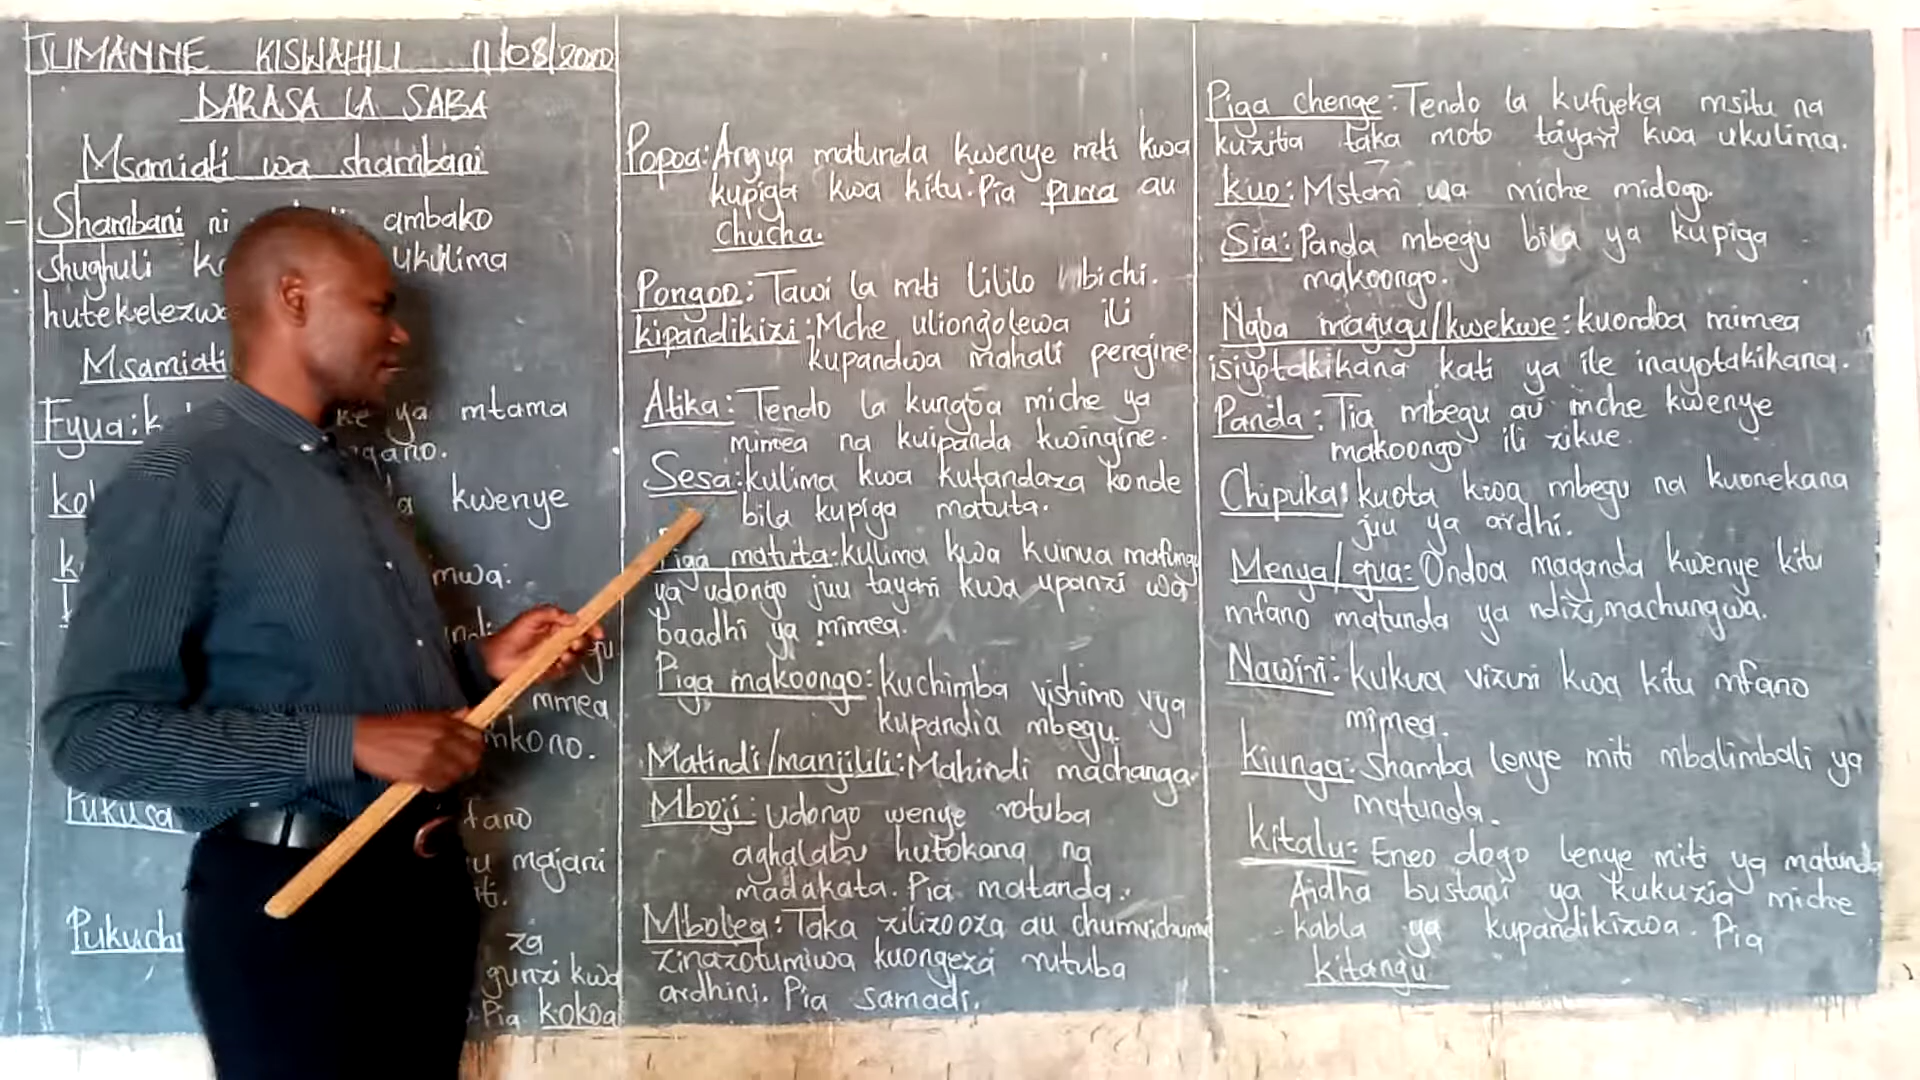 JUMANNE KISWAHILI 11/08/2020
DARASA LA SABA
Msamiati wa shambani
Shambani ni ambako
shughuli ukulima
hutekelezwa
Msamiati
Fyua: ya mtama
ngano.
kwenye
mwa:
mmea
mkono.
Pukusa
mfano
majani
za
gunzi kwa
Pia kokoa
Popoa: Angua matunda kwenye mti kwa
kupiga kwa kitu. Pia pura au
chucha.
Pongoo: Tawi la mti lililo bichi.
kipandikizi: Mche uliongolewa ili
kupandwa mahali pengine.
Atika: Tendo la kungoa miche ya
mimea na kuipanda kwingine.
Sesa: kulima kwa kutandaza konde
bila kupiga matuta.
Piga matuta: kulima kwa kuinua mafungu
ya udongo juu tayari kwa upanzi wa
baadhi ya mimea.
Piga makoongo: kuchimba vishimo vya
kupandia mbegu.
Matindi/manjilili: Mahindi machanga.
Mboji: udongo wenye rotuba
aghalabu hutokana na
madakata. Pia matanda.
Mbolea: Taka zilizooza au chumvichumvi
zinazotumiwa kuongeza rutuba
ardhini. Pia samadi.
Piga chenge: Tendo la kufyeka msitu na
kuzitia taka moto tayari kwa ukulima.
Kuo: Mstari wa miche midogo.
Sia: Panda mbegu bila ya kupiga
makoongo.
Ngoa magugu/kwekwe: kuondoa mimea
isiyotakikana kati ya ile inayotakikana.
Panda: Tia mbegu au mche kwenye
makoongo ili zikue.
Chipuka: kuota kwa mbegu na kuonekana
juu ya ardhi.
Menya/gua: Ondoa maganda kwenye kitu
mfano matunda ya ndizi, machungwa.
Nawiri: kukua vizuri kwa kitu mfano
mimea.
Kiunga: Shamba lenye miti mbalimbali ya
matunda.
Kitalu: Eneo dogo lenye miti ya matunda
Aidha bustani ya kukuzia miche
kabla ya kupandikizwa. Pia
kitangu